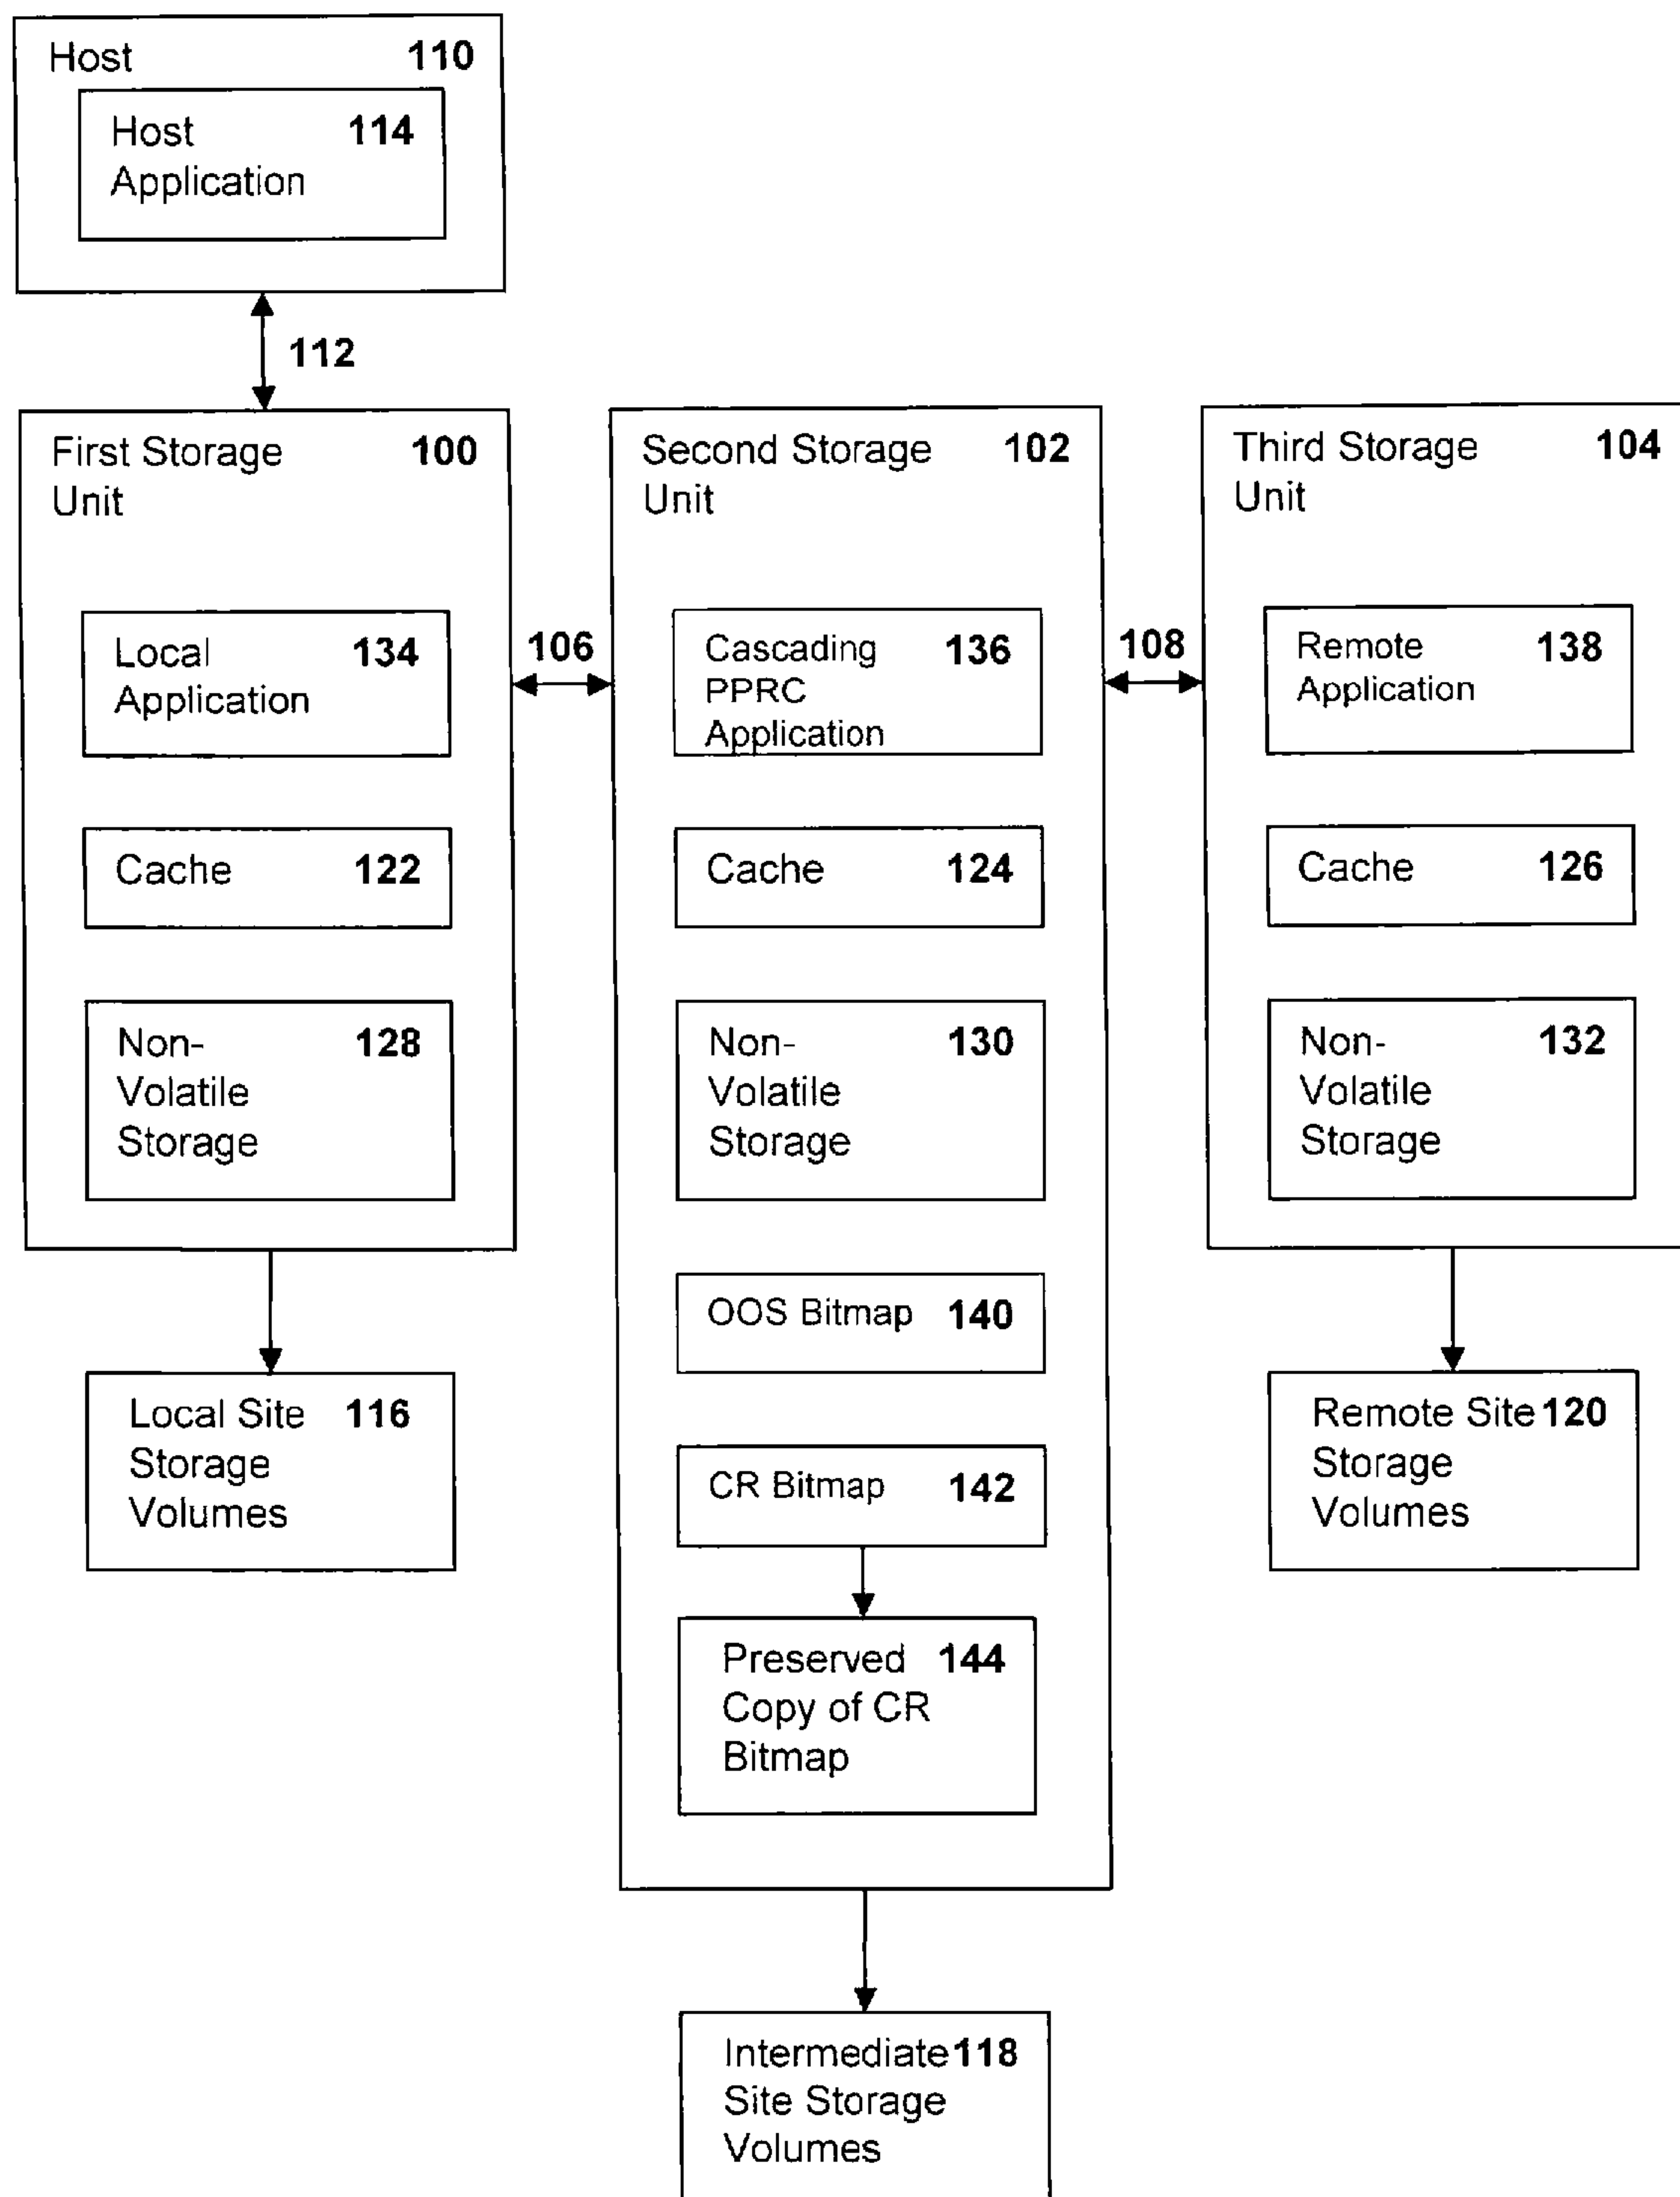 Host 110
Host 114
Application
112
First Storage 100
Unit
Local 134
Application
Cache 122
Non- 128
Volatile
Storage
Local Site 116
Storage
Volumes
106
Second Storage 102
Unit
Cascading 136
PPRC
Application
Cache 124
Non- 130
Volatile
Storage
OOS Bitmap 140
CR Bitmap 142
Preserved 144
Copy of CR
Bitmap
Intermediate 118
Site Storage
Volumes
108
Third Storage 104
Unit
Remote 138
Application
Cache 126
Non- 132
Volatile
Storage
Remote Site 120
Storage
Volumes